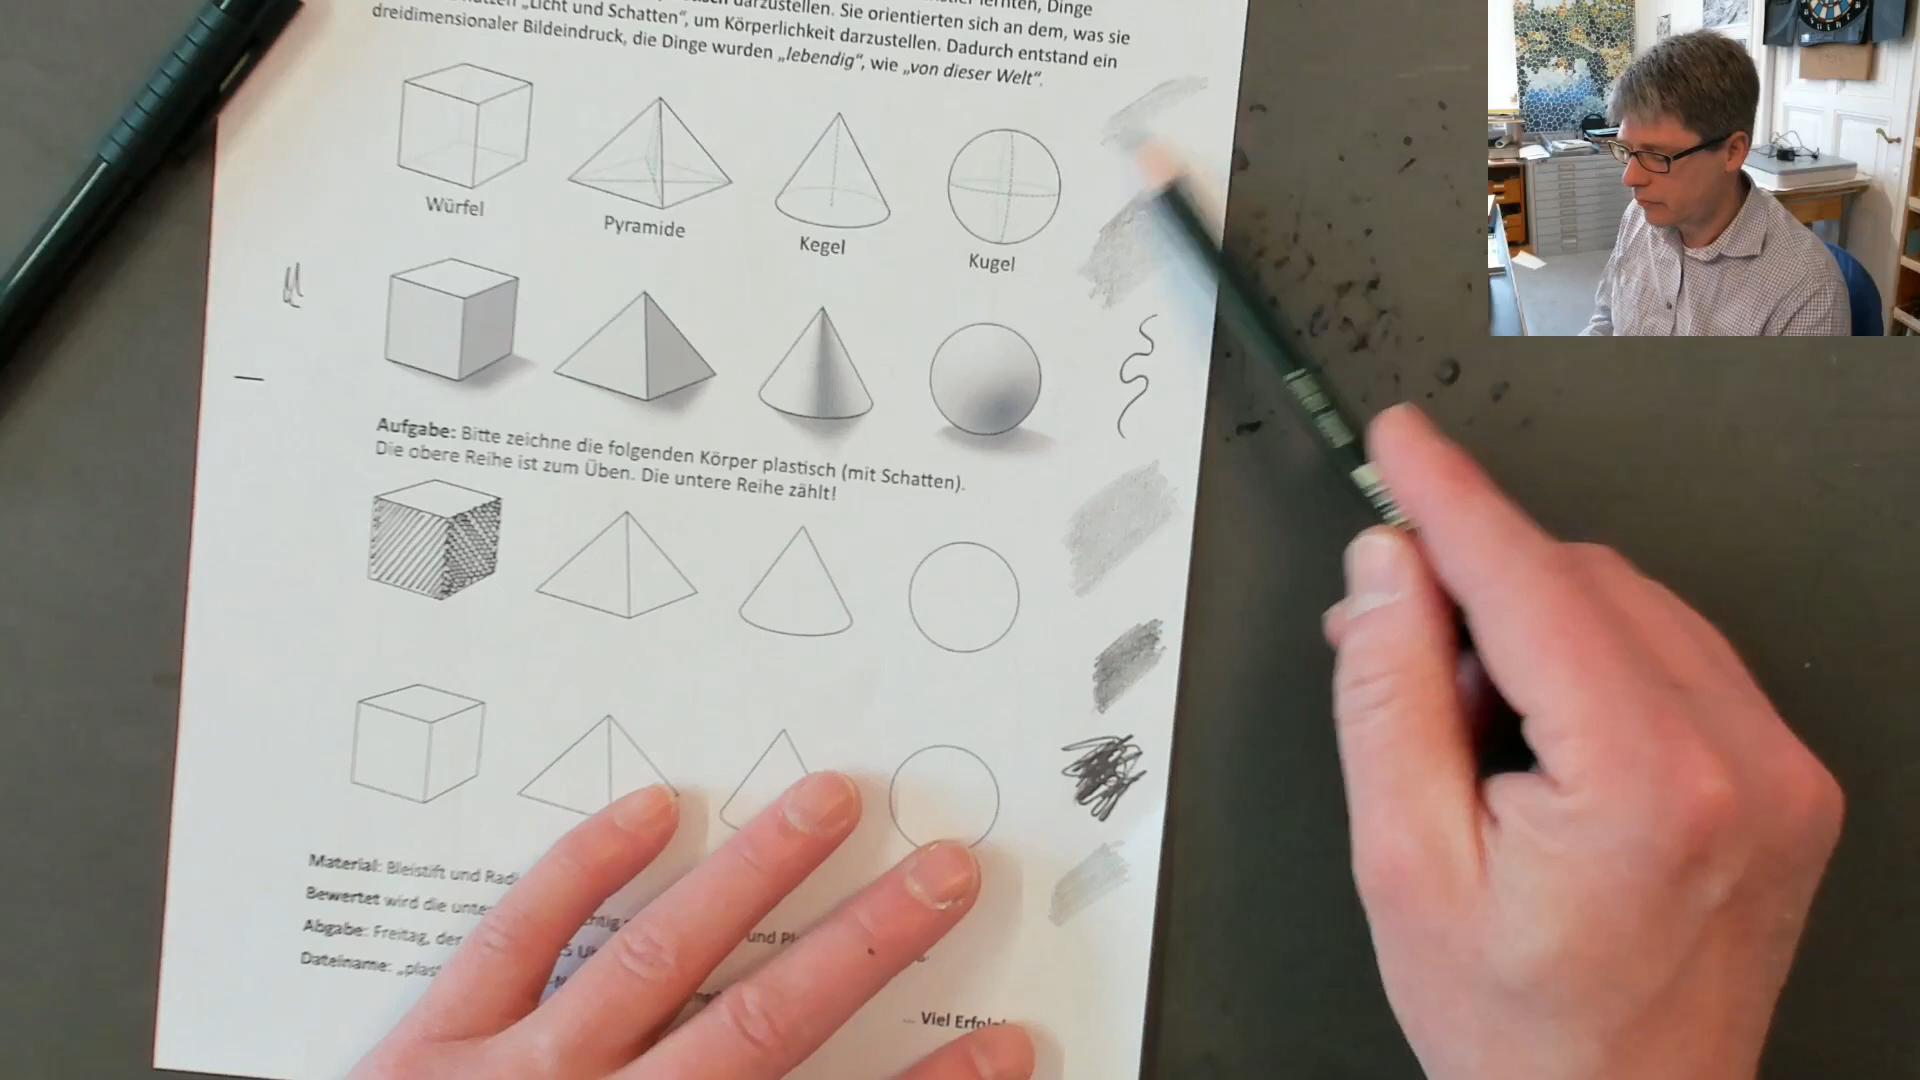 darzustellen. Sie orientierten sich an dem, was sie
„Licht und Schatten“, um Körperlichkeit darzustellen. Dadurch entstand ein
dreidimensionaler Bildeindruck, die Dinge wurden „lebendig“, wie „von dieser Welt“.
Würfel
Pyramide
Kegel
Kugel
Aufgabe: Bitte zeichne die folgenden Körper plastisch (mit Schatten).
Die obere Reihe ist zum Üben. Die untere Reihe zählt!
Material: Bleistift und
Bewertet wird die
Abgabe: Freitag, der
Dateiname:
und
... Viel